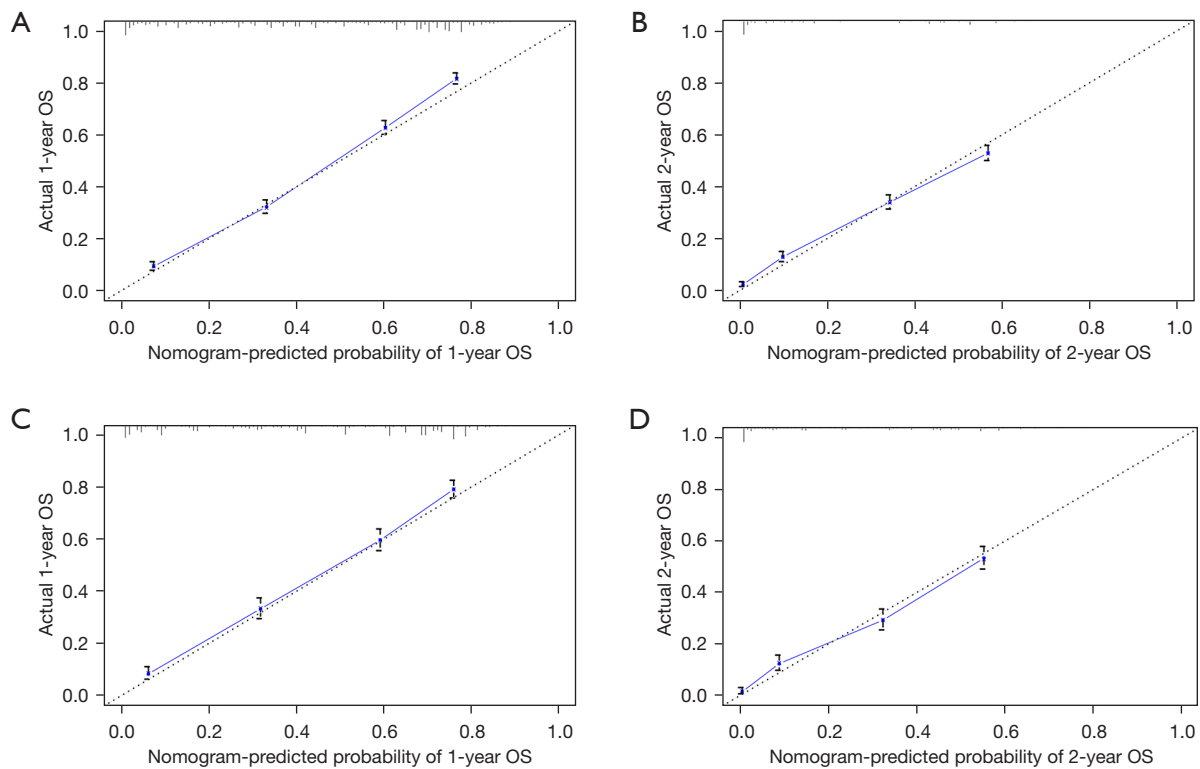 A
Actual 1-year OS
1.0
0.8
0.6
0.4
0.2
0.0
0.0 0.2 0.4 0.6 0.8 1.0
Nomogram-predicted probability of 1-year OS
B
Actual 2-year OS
1.0
0.8
0.6
0.4
0.2
0.0
0.0 0.2 0.4 0.6 0.8 1.0
Nomogram-predicted probability of 2-year OS
C
Actual 1-year OS
1.0
0.8
0.6
0.4
0.2
0.0
0.0 0.2 0.4 0.6 0.8 1.0
Nomogram-predicted probability of 1-year OS
D
Actual 2-year OS
1.0
0.8
0.6
0.4
0.2
0.0
0.0 0.2 0.4 0.6 0.8 1.0
Nomogram-predicted probability of 2-year OS